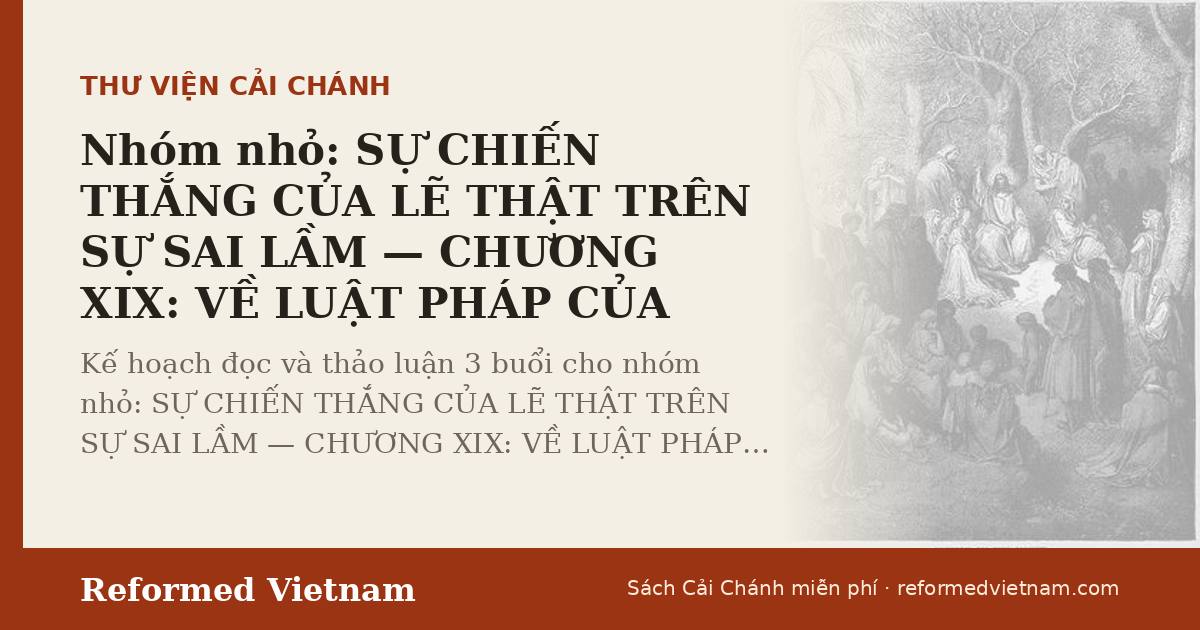 THƯ VIỆN CẢI CHÁNH
Nhóm nhỏ: SỰ CHIẾN
THẮNG CỦA LẼ THẬT TRÊN
SỰ SAI LẦM — CHƯƠNG
XIX: VỀ LUẬT PHÁP CỦA
Kế hoạch đọc và thảo luận 3 buổi cho nhóm
nhỏ: SỰ CHIẾN THẮNG CỦA LẼ THẬT TRÊN
SỰ SAI LẦM — CHƯƠNG XIX: VỀ LUẬT PHÁP…
Reformed Vietnam
Sách Cải Chánh miễn phí · reformedvietnam.com